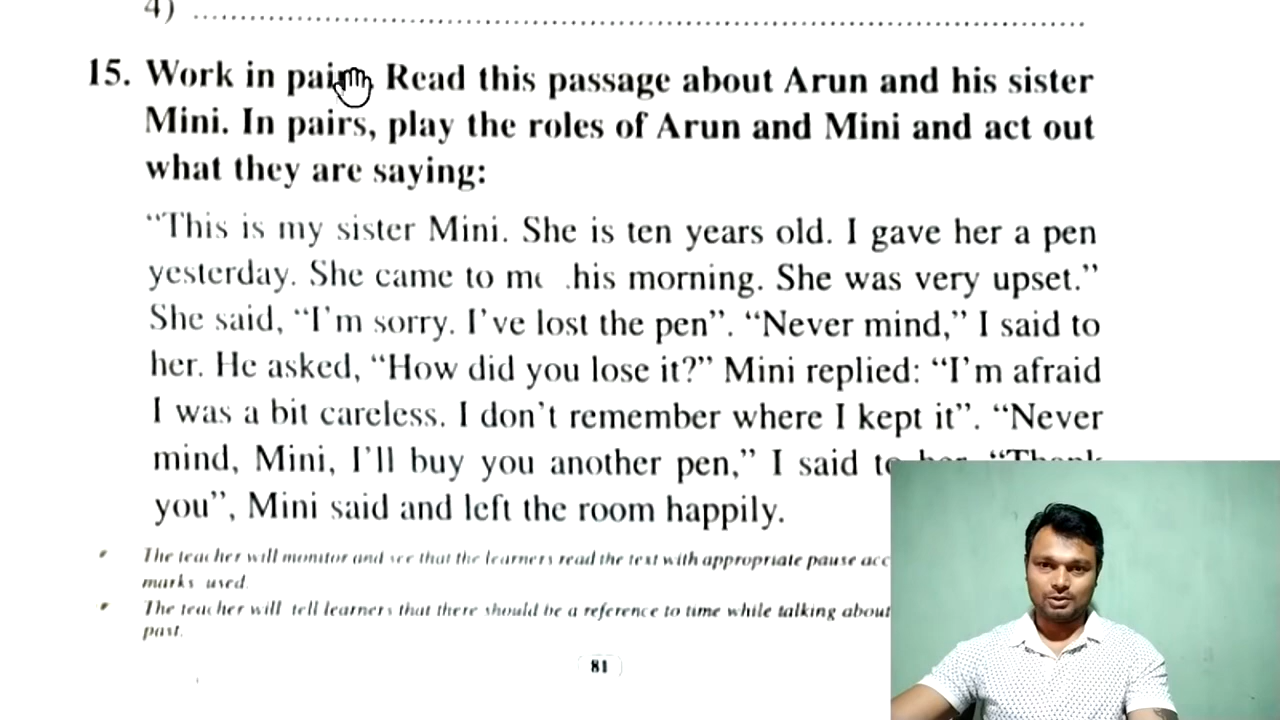 4) ........................................................................
15. Work in pairs. Read this passage about Arun and his sister
Mini. In pairs, play the roles of Arun and Mini and act out
what they are saying:
“This is my sister Mini. She is ten years old. I gave her a pen
yesterday. She came to me this morning. She was very upset.”
She said, “I’m sorry. I’ve lost the pen”. “Never mind,” I said to
her. He asked, “How did you lose it?” Mini replied: “I’m afraid
I was a bit careless. I don’t remember where I kept it”. “Never
mind, Mini, I’ll buy you another pen,” I said to her. “Thank
you”, Mini said and left the room happily.
• The teacher will monitor and see that the learners read the text with appropriate pause
marks used.
• The teacher will tell learners that there should be a reference to time while talking about
past.
81